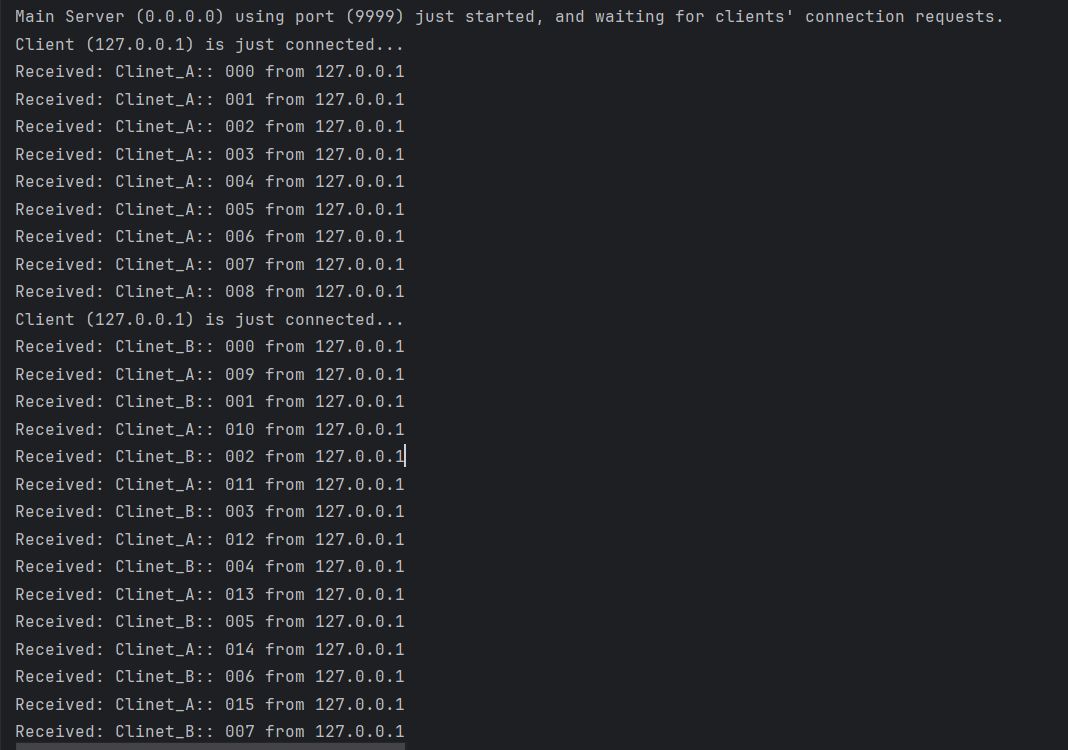 Main Server (0.0.0.0) using port (9999) just started, and waiting for clients' connection requests.
Client (127.0.0.1) is just connected...
Received: Clinet_A:: 000 from 127.0.0.1
Received: Clinet_A:: 001 from 127.0.0.1
Received: Clinet_A:: 002 from 127.0.0.1
Received: Clinet_A:: 003 from 127.0.0.1
Received: Clinet_A:: 004 from 127.0.0.1
Received: Clinet_A:: 005 from 127.0.0.1
Received: Clinet_A:: 006 from 127.0.0.1
Received: Clinet_A:: 007 from 127.0.0.1
Received: Clinet_A:: 008 from 127.0.0.1
Client (127.0.0.1) is just connected...
Received: Clinet_B:: 000 from 127.0.0.1
Received: Clinet_A:: 009 from 127.0.0.1
Received: Clinet_B:: 001 from 127.0.0.1
Received: Clinet_A:: 010 from 127.0.0.1
Received: Clinet_B:: 002 from 127.0.0.1
Received: Clinet_A:: 011 from 127.0.0.1
Received: Clinet_B:: 003 from 127.0.0.1
Received: Clinet_A:: 012 from 127.0.0.1
Received: Clinet_B:: 004 from 127.0.0.1
Received: Clinet_A:: 013 from 127.0.0.1
Received: Clinet_B:: 005 from 127.0.0.1
Received: Clinet_A:: 014 from 127.0.0.1
Received: Clinet_B:: 006 from 127.0.0.1
Received: Clinet_A:: 015 from 127.0.0.1
Received: Clinet_B:: 007 from 127.0.0.1